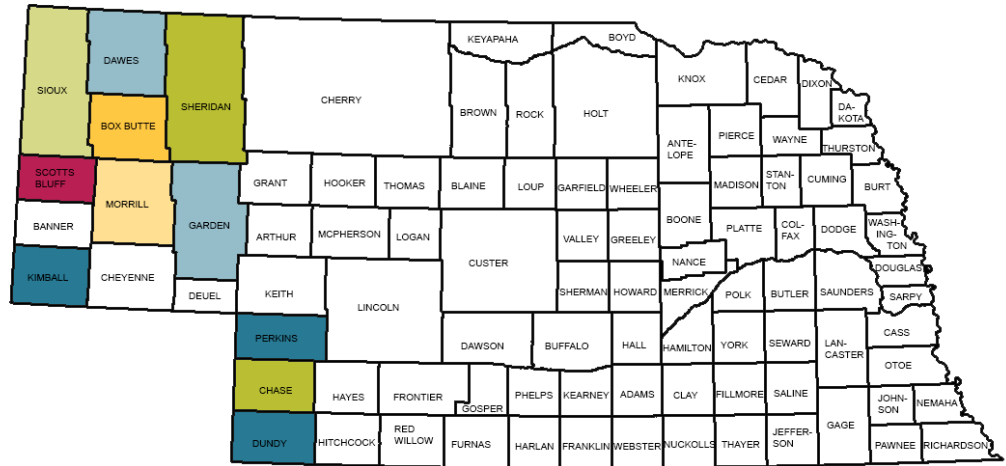 KEYAPAHA
BOYD
DAWES
SIOUX
SHERIDAN
CHERRY
BROWN
ROCK
HOLT
KNOX
CEDAR
DIXON
DA-
KOTA
BOX BUTTE
ANTE-
LOPE
PIERCE
WAYNE
THURSTON
SCOTTS
BLUFF
MORRILL
GARDEN
GRANT
HOOKER
THOMAS
BLAINE
LOUP
GARFIELD
WHEELER
MADISON
STAN-
TON
CUMING
BURT
BANNER
ARTHUR
MCPHERSON
LOGAN
CUSTER
VALLEY
GREELEY
BOONE
PLATTE
COL-
FAX
DODGE
WASH-
ING-
TON
KIMBALL
CHEYENNE
DEUEL
KEITH
LINCOLN
SHERMAN
HOWARD
NANCE
MERRICK
POLK
BUTLER
SAUNDERS
DOUGLAS
SARPY
PERKINS
DAWSON
BUFFALO
HALL
HAMILTON
YORK
SEWARD
LAN-
CASTER
CASS
OTOE
CHASE
HAYES
FRONTIER
GOSPER
PHELPS
KEARNEY
ADAMS
CLAY
FILLMORE
SALINE
GAGE
JOHN-
SON
NEMAHA
DUNDY
HITCHCOCK
RED
WILLOW
FURNAS
HARLAN
FRANKLIN
WEBSTER
NUCKOLLS
THAYER
JEFFER-
SON
PAWNEE
RICHARDSON